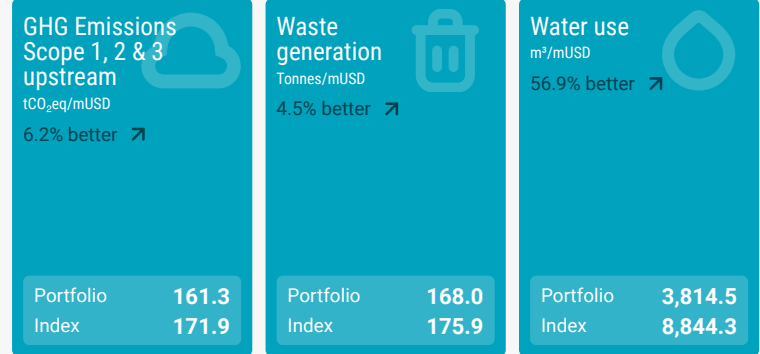 GHG Emissions
Scope 1, 2 & 3
upstream
tCO₂eq/mUSD
6.2% better
Portfolio 161.3
Index 171.9
Waste
generation
Tonnes/mUSD
4.5% better
Portfolio 168.0
Index 175.9
Water use
m³/mUSD
56.9% better
Portfolio 3,814.5
Index 8,844.3